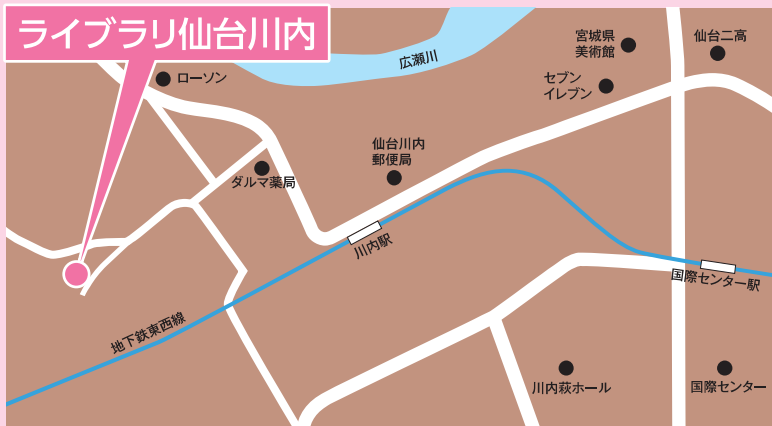 ライブラリ仙台川内
ローソン
広瀬川
宮城県
美術館
仙台二高
セブン
イレブン
仙台川内
郵便局
ダルマ薬局
川内駅
国際センター駅
地下鉄東西線
川内萩ホール
国際センター